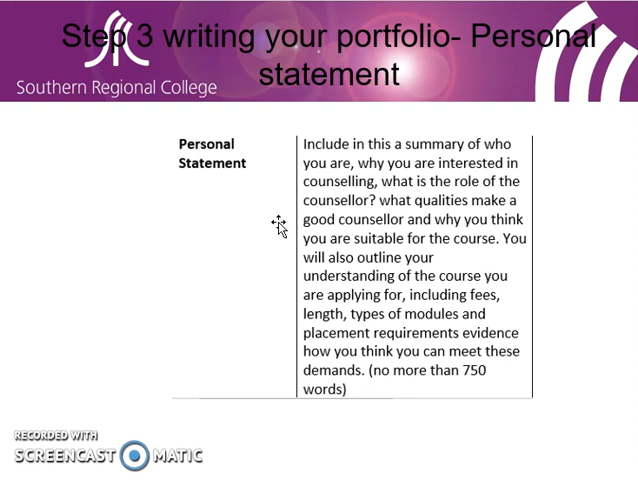 Step 3 writing your portfolio- Personal
statement
Southern Regional College
Personal
Statement
Include in this a summary of who
you are, why you are interested in
counselling, what is the role of the
counsellor? what qualities make a
good counsellor and why you think
you are suitable for the course. You
will also outline your
understanding of the course you
are applying for, including fees,
length, types of modules and
placement requirements evidence
how you think you can meet these
demands. (no more than 750
words)
RECORDED WITH
SCREENCAST MATIC